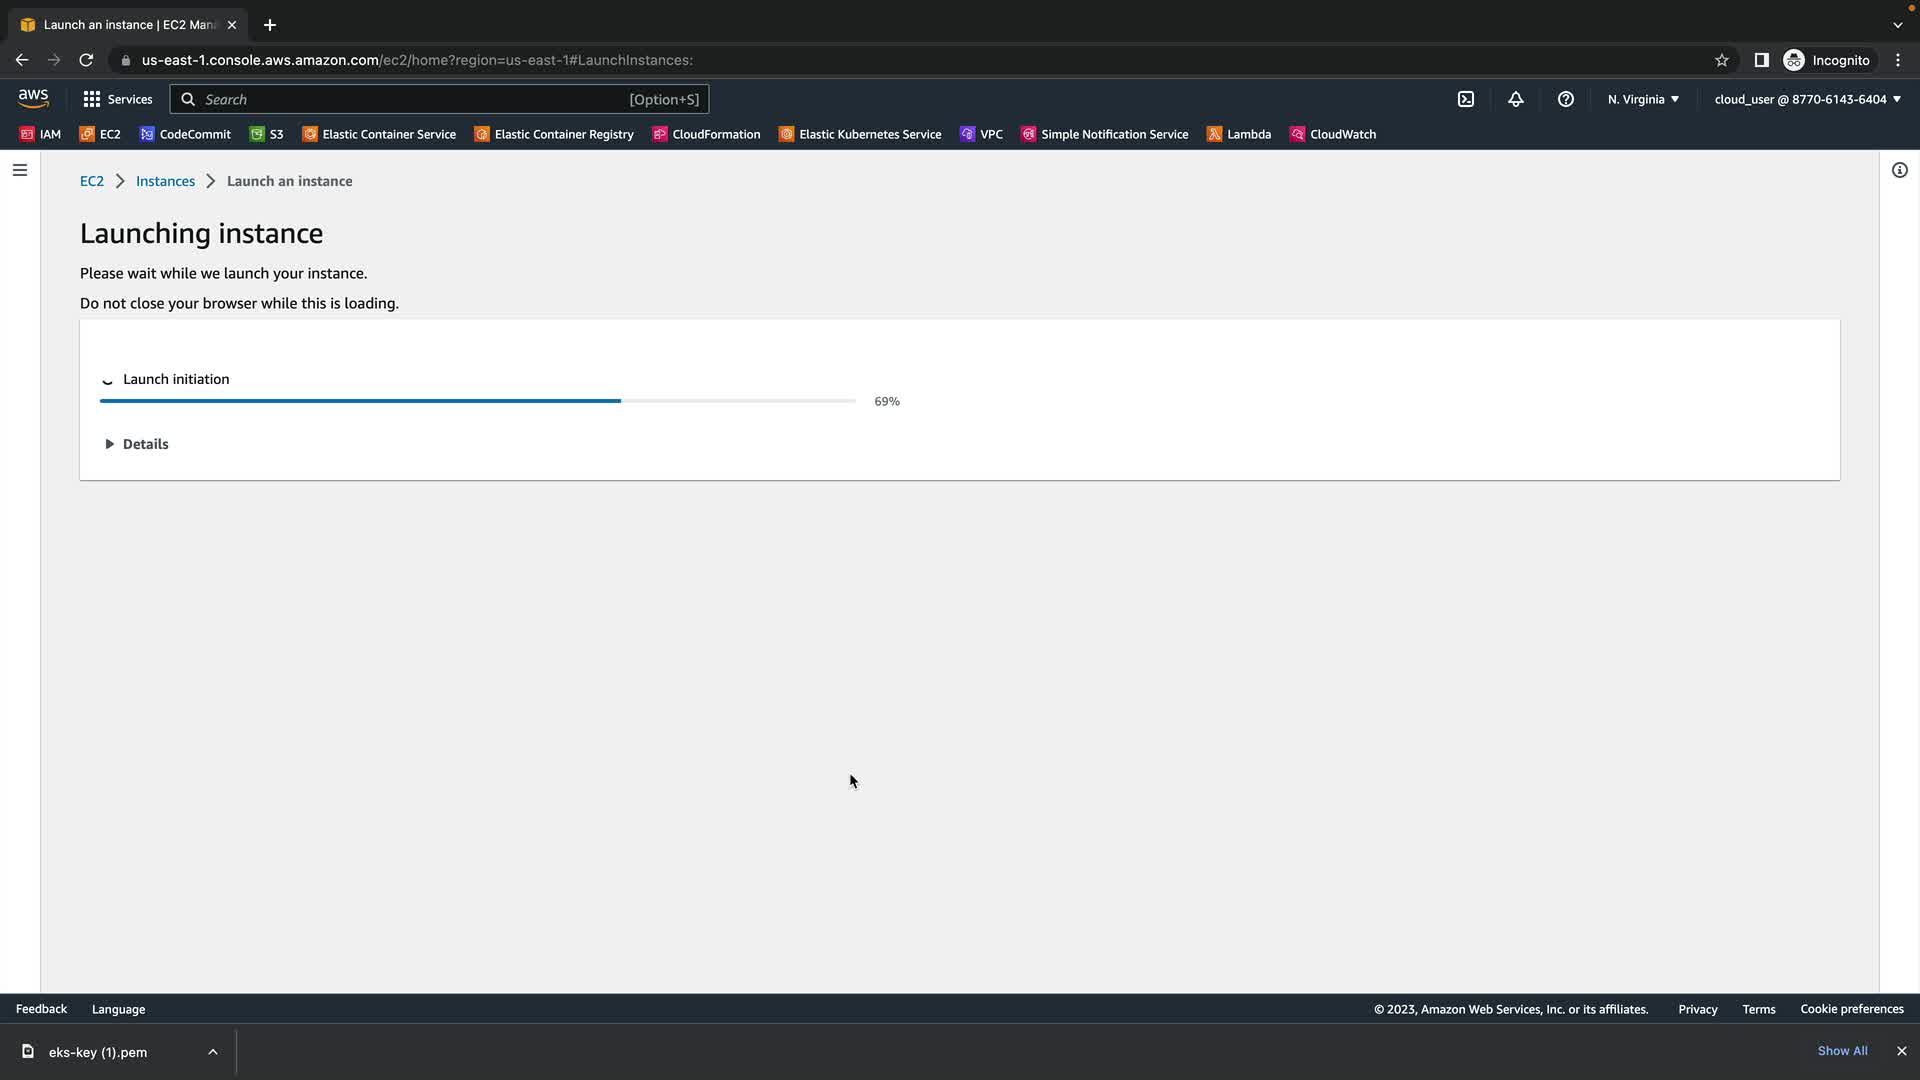 Launch an instance | EC2 Man
us-east-1.console.aws.amazon.com/ec2/home?region=us-east-1#LaunchInstances:
Incognito
aws
Services
Search
[Option+S]
N. Virginia
cloud_user @ 8770-6143-6404
IAM
EC2
CodeCommit
S3
Elastic Container Service
Elastic Container Registry
CloudFormation
Elastic Kubernetes Service
VPC
Simple Notification Service
Lambda
CloudWatch
EC2 > Instances > Launch an instance
Launching instance
Please wait while we launch your instance.
Do not close your browser while this is loading.
Launch initiation
69%
Details
Feedback
Language
© 2023, Amazon Web Services, Inc. or its affiliates.
Privacy
Terms
Cookie preferences
eks-key (1).pem
Show All